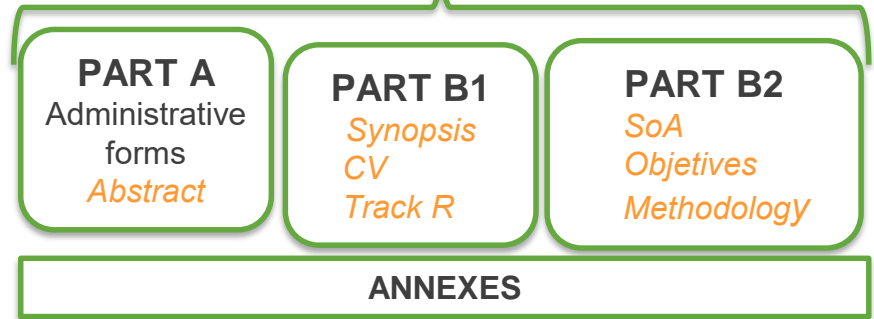 PART A
Administrative
forms
Abstract
PART B1
Synopsis
CV
Track R
PART B2
SoA
Objetives
Methodology
ANNEXES